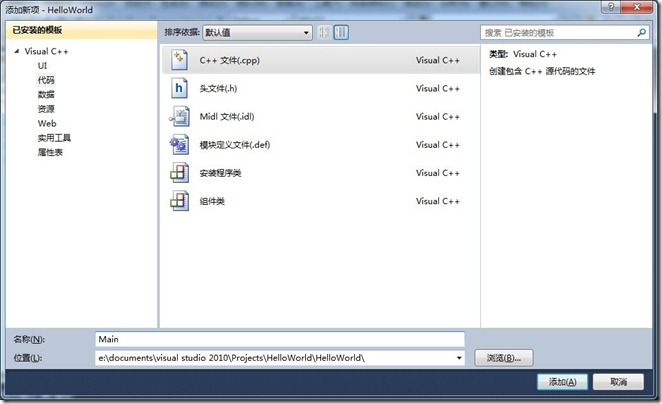 添加新项 - HelloWorld
已安装的模板
Visual C++
UI
代码
数据
资源
Web
实用工具
属性表
排序依据: 默认值
搜索 已安装的模板
C++ 文件(.cpp) Visual C++
头文件(.h) Visual C++
Midl 文件(.idl) Visual C++
模块定义文件(.def) Visual C++
安装程序类 Visual C++
组件类 Visual C++
类型: Visual C++
创建包含 C++ 源代码的文件
名称(N): Main
位置(L): e:\documents\visual studio 2010\Projects\HelloWorld\HelloWorld\
浏览(B)...
添加(A) 取消